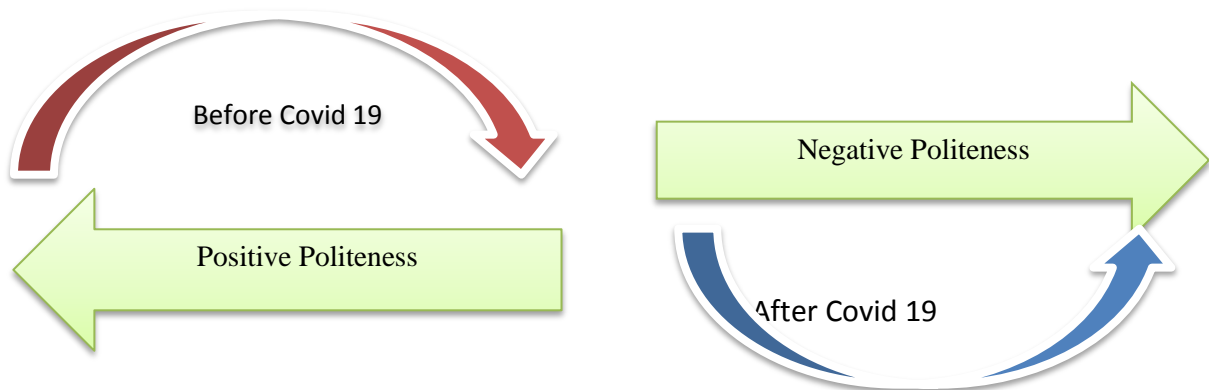 Before Covid 19
Positive Politeness
Negative Politeness
After Covid 19